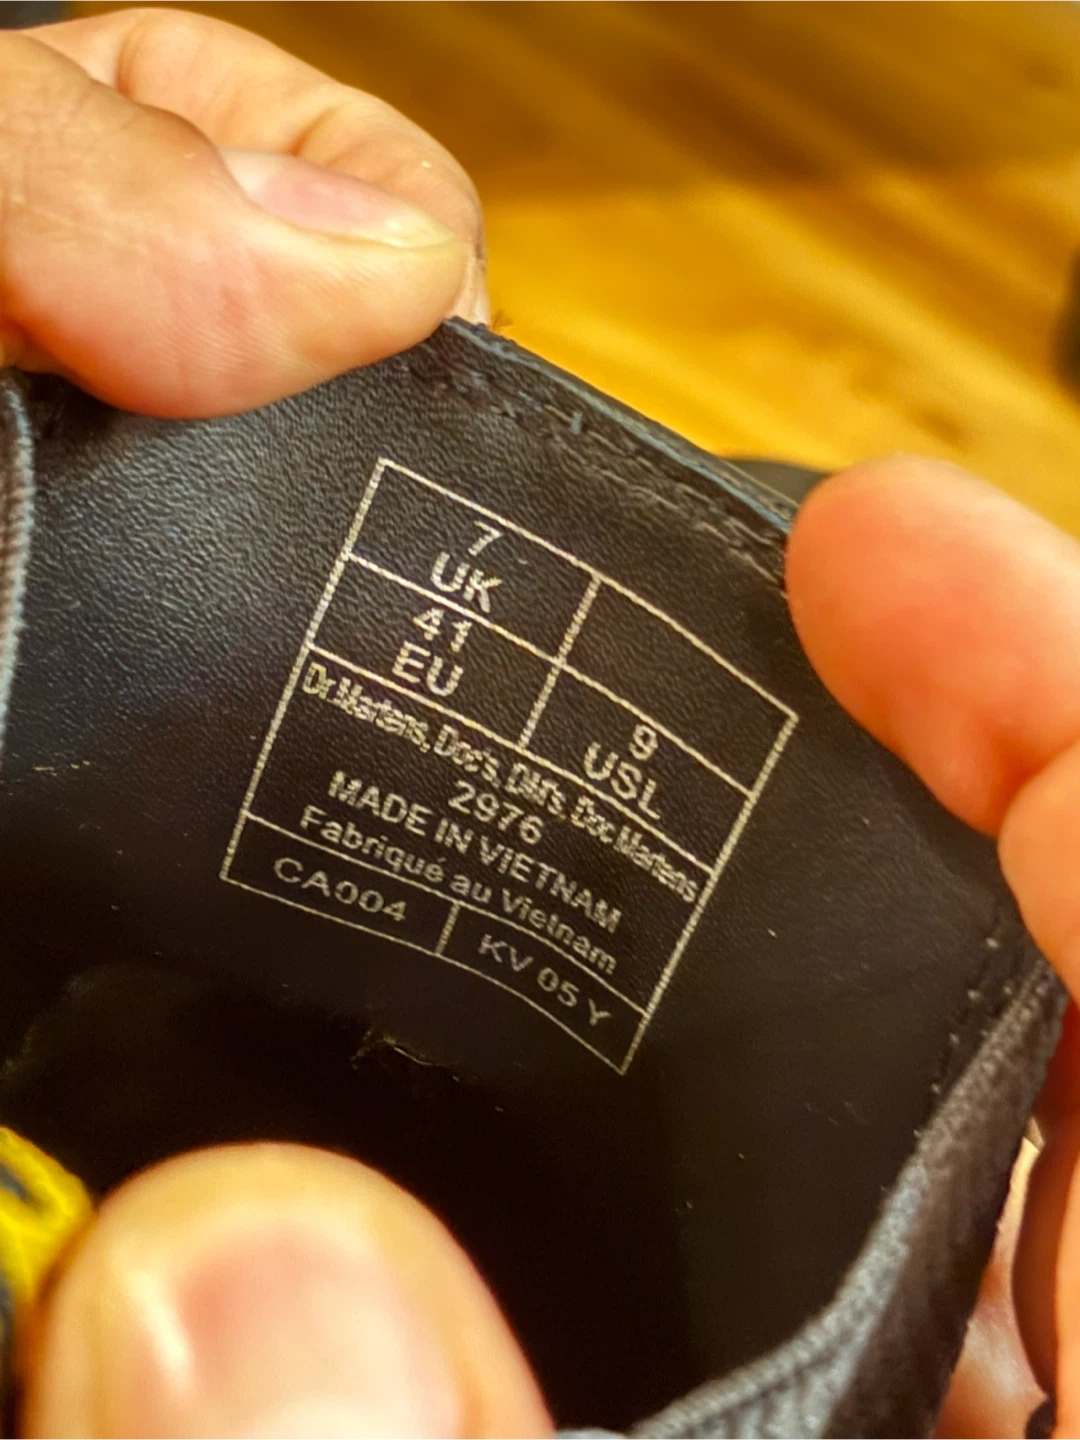 7
UK
41
EU
9
USL
Dr.Martens, Doc's, DM's, Doc Martens
2976
MADE IN VIETNAM
Fabriqué au Vietnam
CA004
KV 05 Y